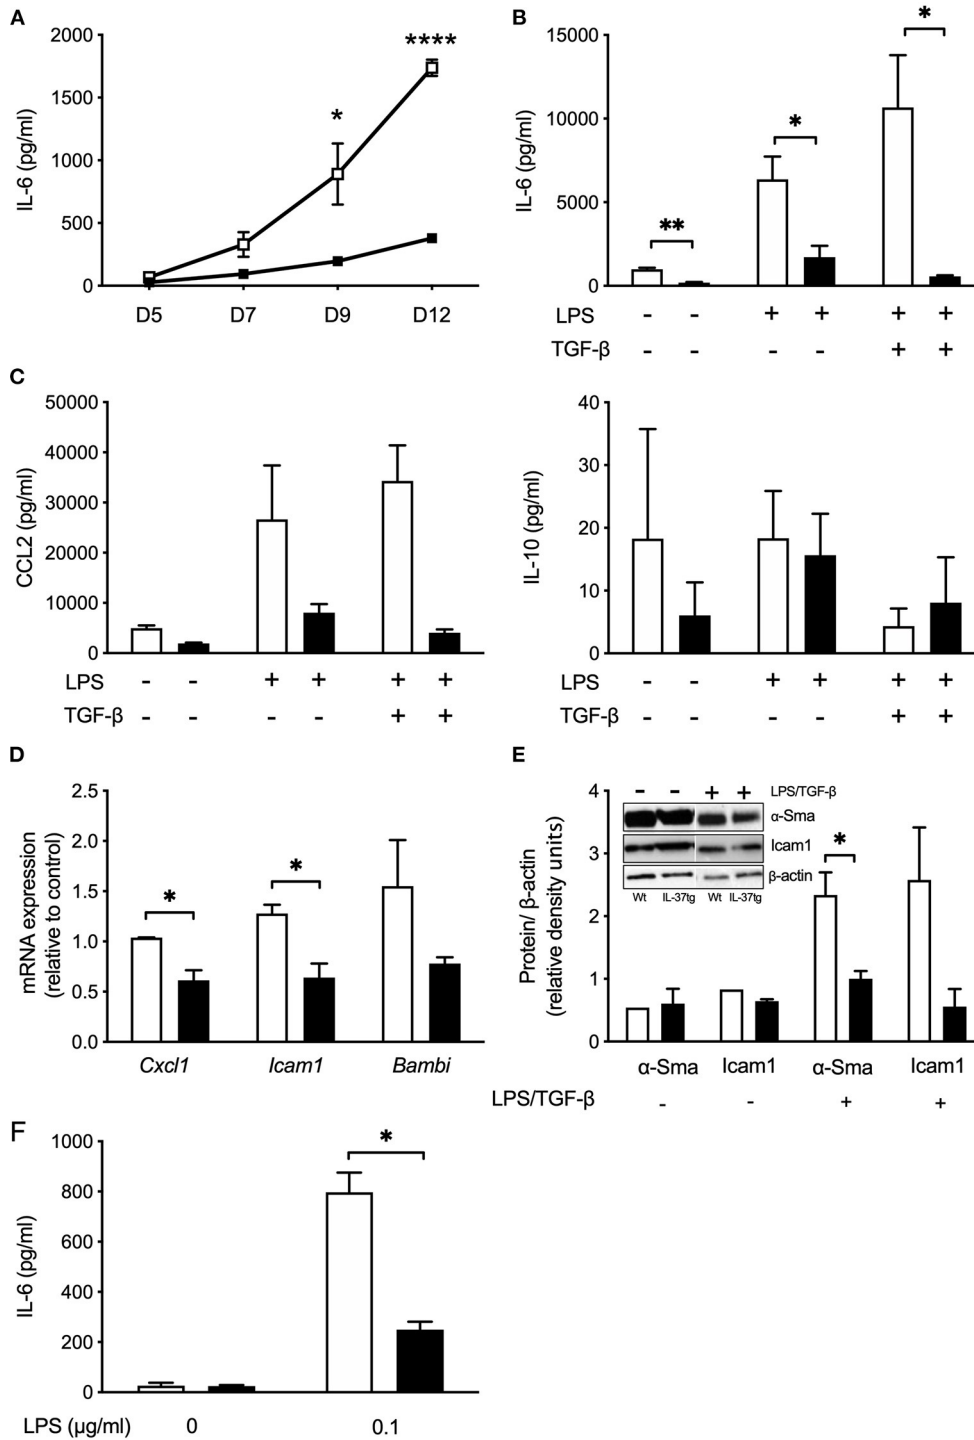 A
IL-6 (pg/ml)
2000
1500
1000
500
0
* ****
D5 D7 D9 D12
B
IL-6 (pg/ml)
15000
10000
5000
0
** * *
LPS - - + + + +
TGF-β - - - - + +
C
CCL2 (pg/ml)
50000
40000
30000
20000
10000
0
LPS - - + + + +
TGF-β - - - - + +
IL-10 (pg/ml)
40
30
20
10
0
LPS - - + + + +
TGF-β - - - - + +
D
mRNA expression
(relative to control)
2.5
2.0
1.5
1.0
0.5
0.0
* *
Cxcl1 Icam1 Bambi
E
Protein/ β-actin
(relative density units)
4
3
2
1
0
- - + + LPS/TGF-β
α-Sma
Icam1
β-actin
Wt IL-37tg Wt IL-37tg
*
α-Sma Icam1 α-Sma Icam1
LPS/TGF-β - - + +
F
IL-6 (pg/ml)
1000
800
600
400
200
0
*
LPS (µg/ml) 0 0.1